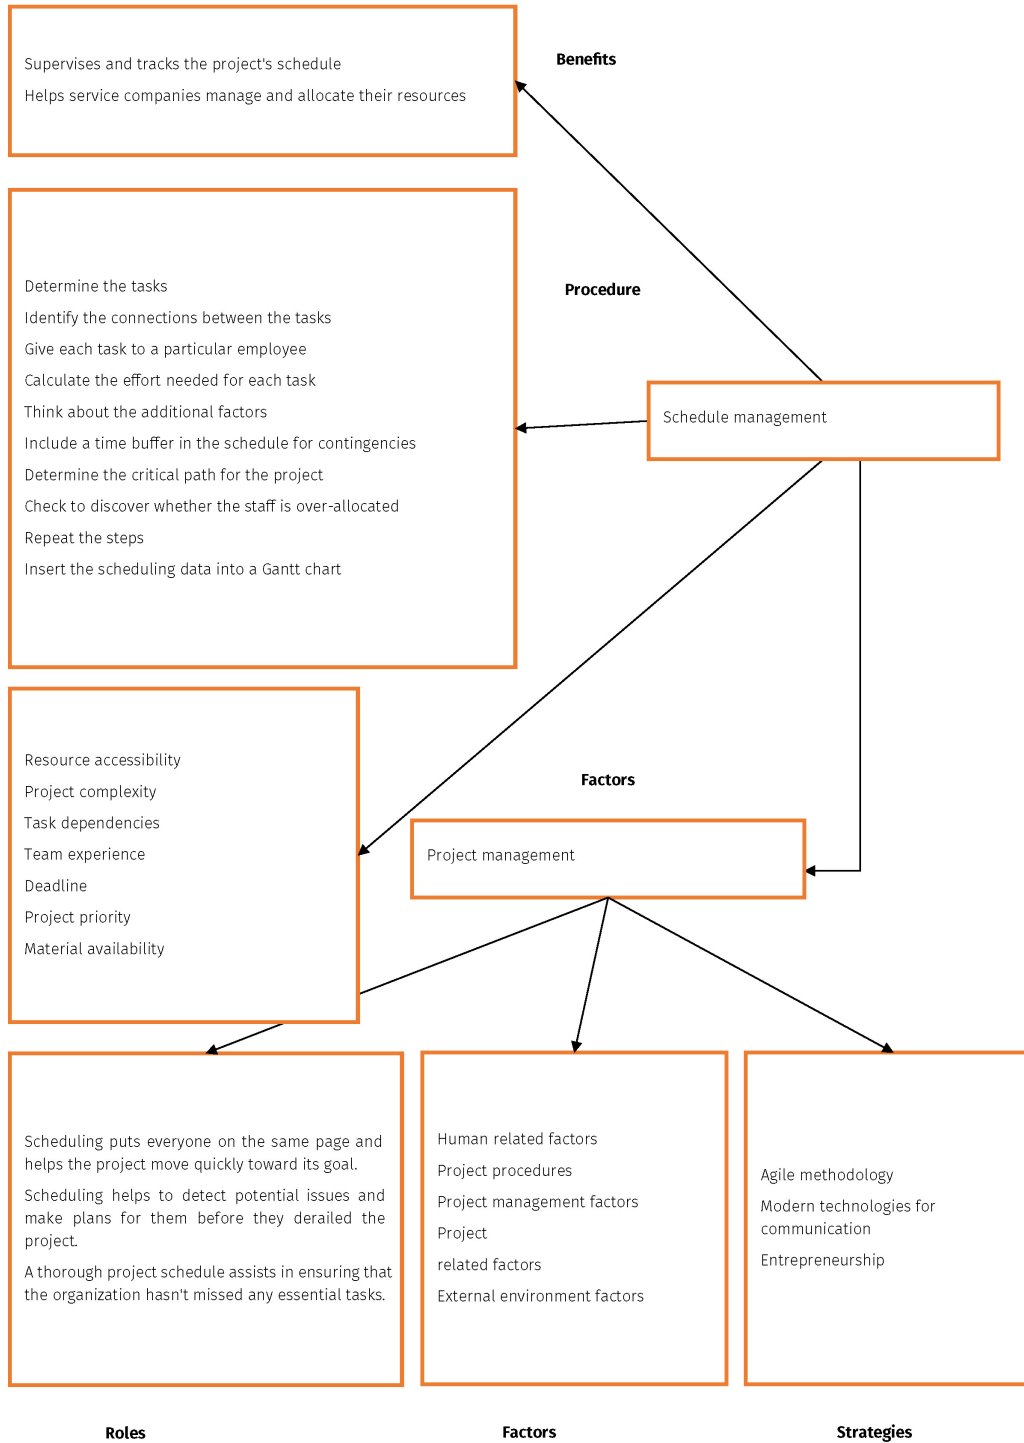 Benefits
Supervises and tracks the project's schedule
Helps service companies manage and allocate their resources
Procedure
Determine the tasks
Identify the connections between the tasks
Give each task to a particular employee
Calculate the effort needed for each task
Think about the additional factors
Include a time buffer in the schedule for contingencies
Determine the critical path for the project
Check to discover whether the staff is over-allocated
Repeat the steps
Insert the scheduling data into a Gantt chart
Schedule management
Resource accessibility
Project complexity
Task dependencies
Team experience
Deadline
Project priority
Material availability
Factors
Project management
Scheduling puts everyone on the same page and
helps the project move quickly toward its goal.
Scheduling helps to detect potential issues and
make plans for them before they derailed the
project.
A thorough project schedule assists in ensuring that
the organization hasn't missed any essential tasks.
Human related factors
Project procedures
Project management factors
Project
related factors
External environment factors
Agile methodology
Modern technologies for
communication
Entrepreneurship
Roles
Factors
Strategies